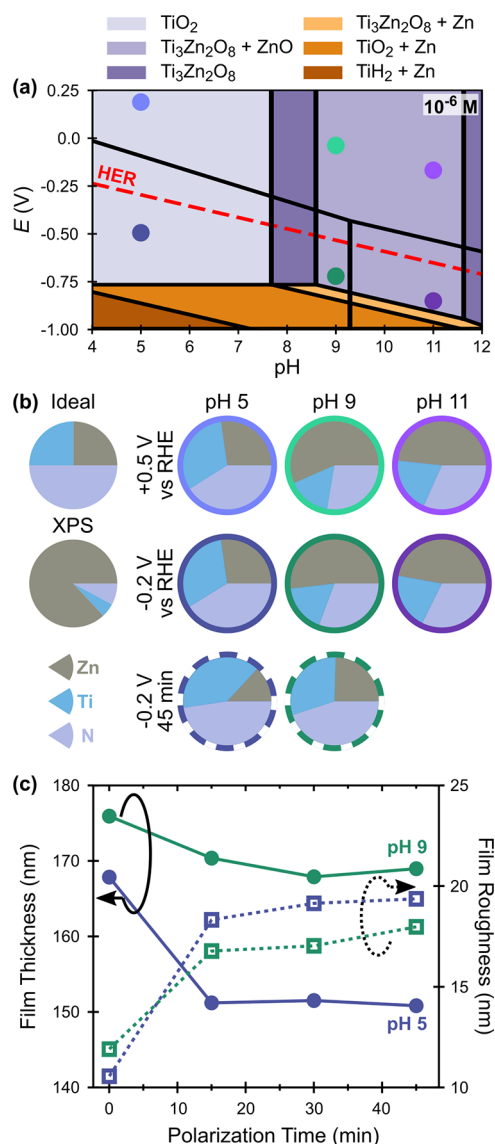 TiO2
Ti3Zn2O8 + ZnO
Ti3Zn2O8
Ti3Zn2O8 + Zn
TiO2 + Zn
TiH2 + Zn
(a)
10-6 M
0.25
0.0
-0.25
-0.50
-0.75
-1.00
E (V)
HER
4 5 6 7 8 9 10 11 12
pH
(b)
Ideal
pH 5 pH 9 pH 11
+0.5 V
vs RHE
XPS
-0.2 V
vs RHE
Zn
Ti
N
-0.2 V
45 min
(c)
180
170
160
150
140
Film Thickness (nm)
25
20
14
10
Film Roughness (nm)
pH 9
pH 5
0 10 20 30 40
Polarization Time (min)